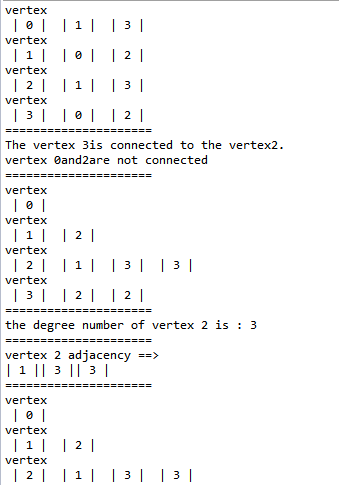 vertex
| 0 | | 1 | | 3 |
vertex
| 1 | | 0 | | 2 |
vertex
| 2 | | 1 | | 3 |
vertex
| 3 | | 0 | | 2 |
=====================
The vertex 3is connected to the vertex2.
vertex 0and2are not connected
=====================
vertex
| 0 |
vertex
| 1 | | 2 |
vertex
| 2 | | 1 | | 3 | | 3 |
vertex
| 3 | | 2 | | 2 |
=====================
the degree number of vertex 2 is : 3
=====================
vertex 2 adjacency ==>
| 1 || 3 || 3 |
=====================
vertex
| 0 |
vertex
| 1 | | 2 |
vertex
| 2 | | 1 | | 3 | | 3 |